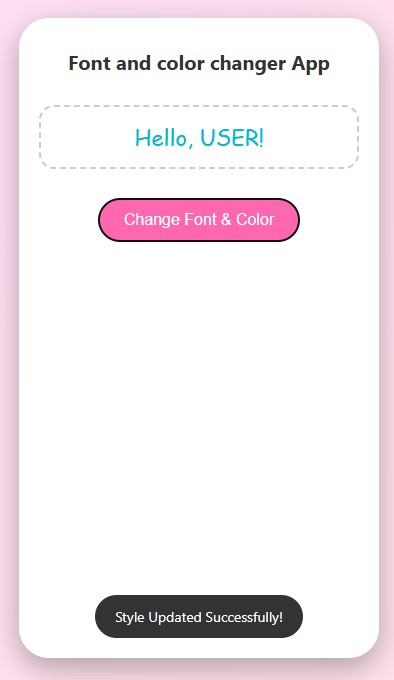 Font and color changer App
Hello, USER!
Change Font & Color
Style Updated Successfully!